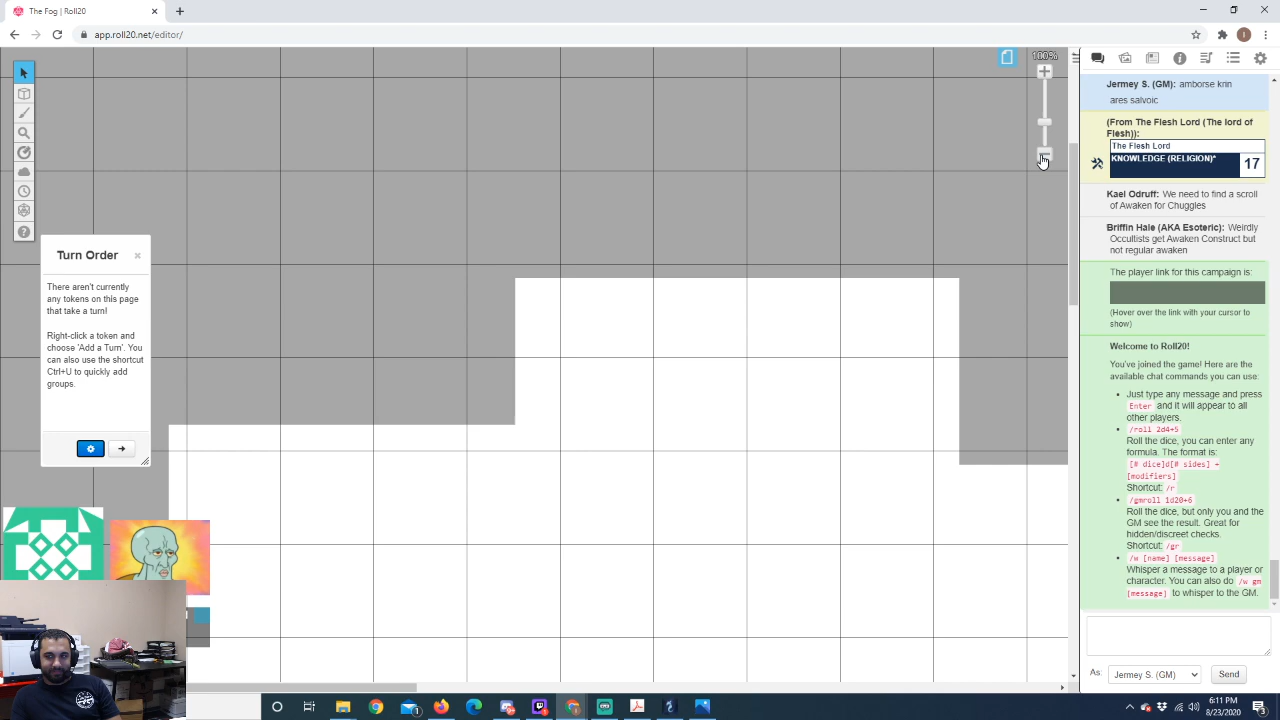 The Fog | Roll20
app.roll20.net/editor/
100%
Jermey S. (GM): amborse krin
ares salvoic
(From The Flesh Lord (The lord of
Flesh)):
The Flesh Lord
KNOWLEDGE (RELIGION)^
17
Kael Odruff: We need to find a scroll
of Awaken for Chuggles
Briffin Hale (AKA Esoteric): Weirdly
Occultists get Awaken Construct but
not regular awaken
The player link for this campaign is:
(Hover over the link with your cursor to
show)
Welcome to Roll20!
You've joined the game! Here are the
available chat commands you can use:
Just type any message and press
Enter and it will appear to all
other players.
/roll 2d4+5
Roll the dice, you can enter any
formula. The format is:
[# dice]d[# sides] +
[modifiers]
Shortcut: /r
/gmroll 1d20+6
Roll the dice, but only you and the
GM see the result. Great for
hidden/discreet checks.
Shortcut: /gr
/w [name] [message]
Whisper a message to a player or
character. You can also do /w gm
[message] to whisper to the GM.
As: Jermey S. (GM) Send
Turn Order
There aren't currently
any tokens on this page
that take a turn!
Right-click a token and
choose 'Add a Turn'. You
can also use the shortcut
Ctrl+U to quickly add
groups.
6:11 PM
8/23/2020